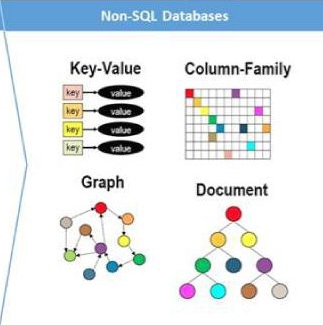 Non-SQL Databases
Key-Value
key value
key value
key value
key value
Column-Family
Graph
Document